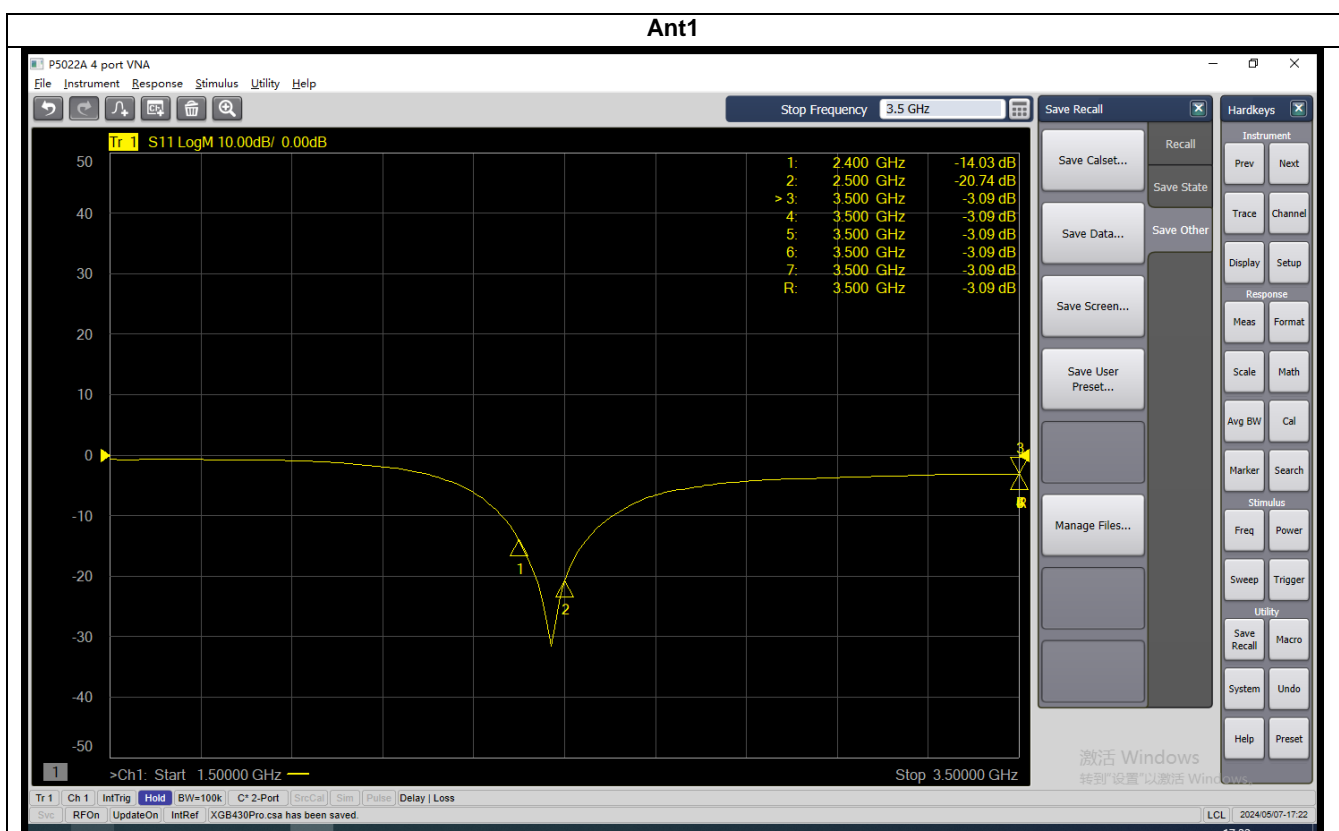 Ant1
P5022A 4 port VNA
File Instrument Response Stimulus Utility Help
Stop Frequency 3.5 GHz
Tr 1 S11 LogM 10.00dB/ 0.00dB
1: 2.400 GHz -14.03 dB
2: 2.500 GHz -20.74 dB
> 3: 3.500 GHz -3.09 dB
4: 3.500 GHz -3.09 dB
5: 3.500 GHz -3.09 dB
6: 3.500 GHz -3.09 dB
7: 3.500 GHz -3.09 dB
R: 3.500 GHz -3.09 dB
50
40
30
20
10
0
-10
-20
-30
-40
-50
1
2
3
1 >Ch1: Start 1.50000 GHz Stop 3.50000 GHz
Save Recall
Save Calset...
Save Data...
Save Screen...
Save User
Preset...
Manage Files...
Recall
Save State
Save Other
Hardkeys
Instrument
Prev Next
Trace Channel
Display Setup
Response
Meas Format
Scale Math
Avg BW Cal
Marker Search
Stimulus
Freq Power
Sweep Trigger
Utility
Save
Recall Macro
System Undo
Help Preset
激活 Windows
转到"设置"以激活 Windows。
Tr 1 Ch 1 IntTrig Hold BW=100k C* 2-Port SrcCal Sim Pulse Delay | Loss
Svc RFOn UpdateOn IntRef XGB430Pro.csa has been saved. LCL 2024/05/07-17:22